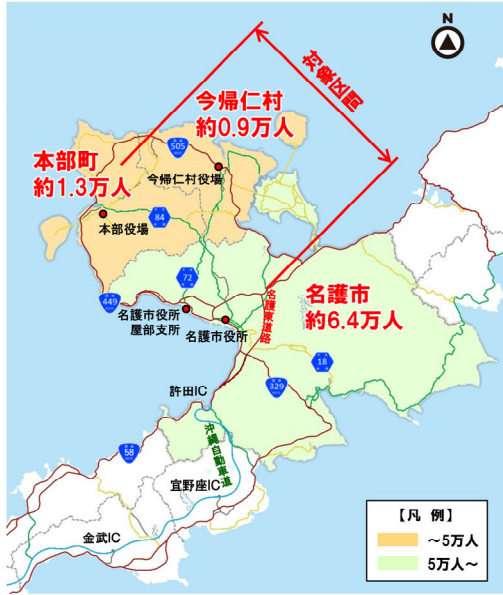 N
対象区間
今帰仁村
約0.9万人
505
本部町
約1.3万人
今帰仁村役場
本部役場
84
72
449
名護市役所
屋部支所
名護市役所
名護東道路
名護市
約6.4万人
18
329
許田IC
沖縄自動車道
58
宜野座IC
金武IC
【凡 例】
~5万人
5万人~